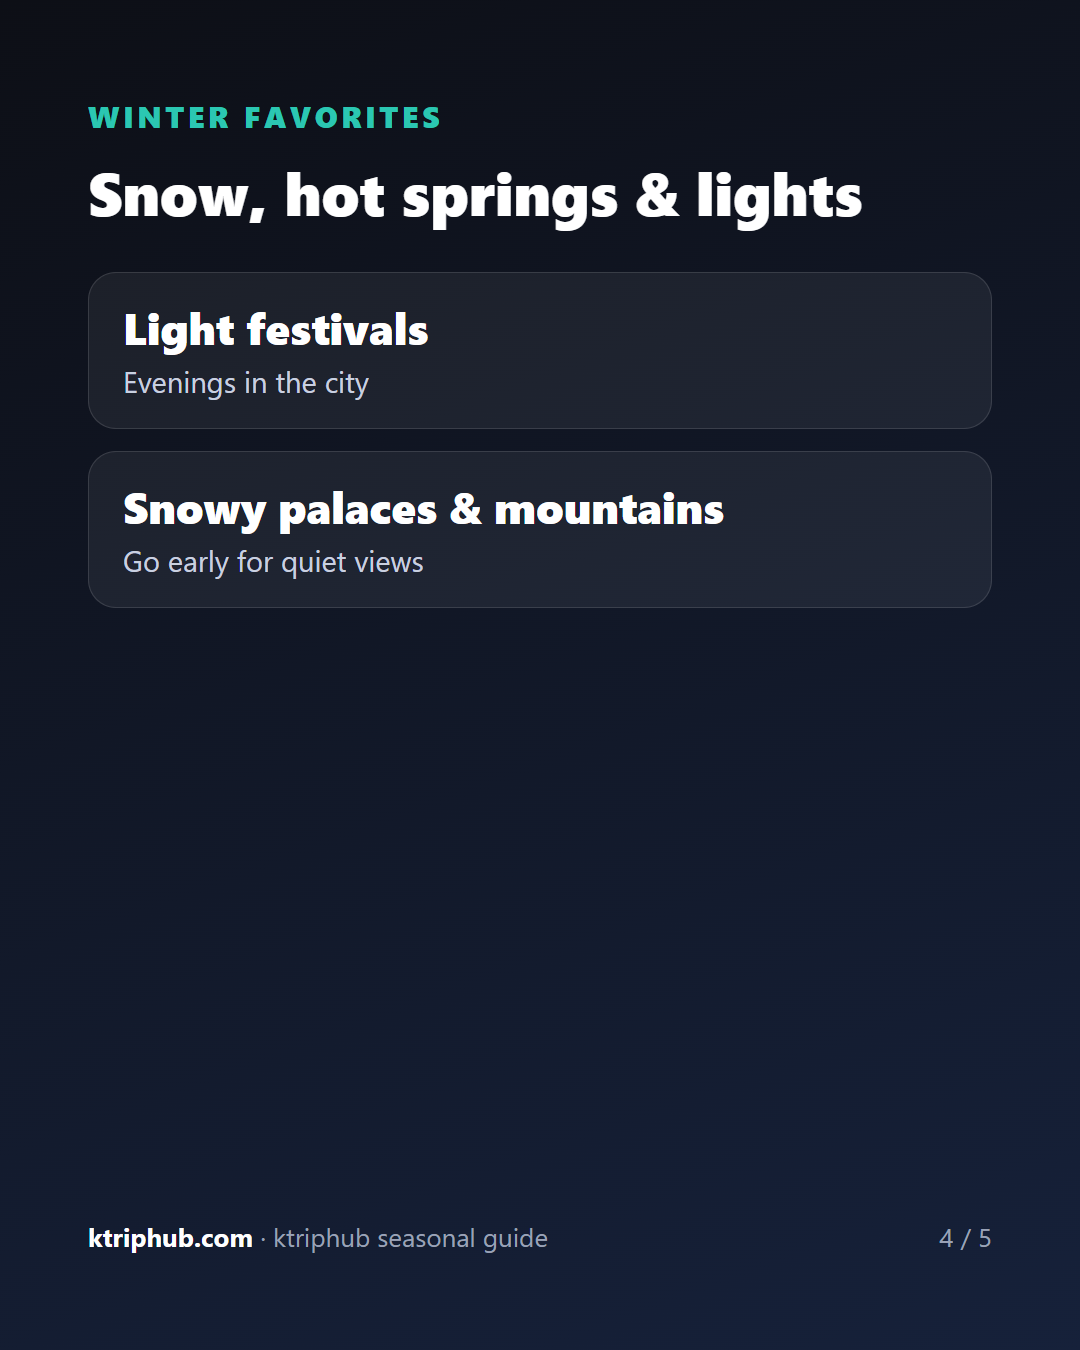 WINTER FAVORITES
Snow, hot springs & lights
Light festivals
Evenings in the city
Snowy palaces & mountains
Go early for quiet views
ktriphub.com · ktriphub seasonal guide
4 / 5